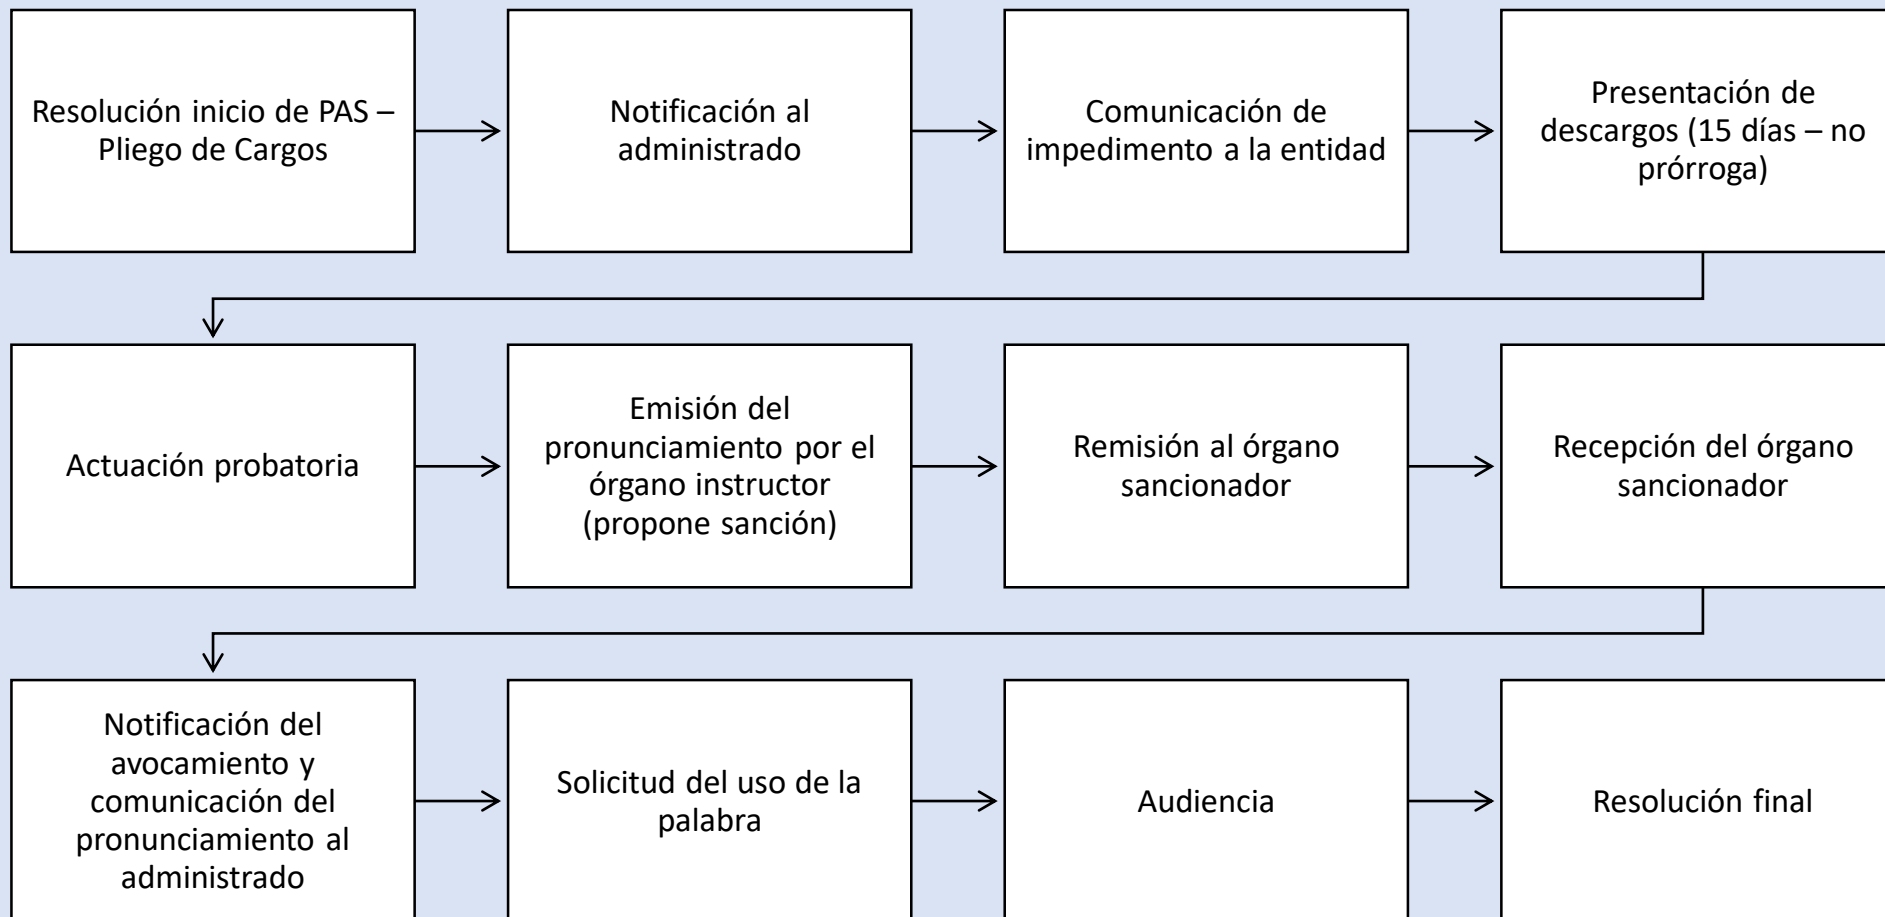 Resolución inicio de PAS –
Pliego de Cargos
Notificación al
administrado
Comunicación de
impedimento a la entidad
Presentación de
descargos (15 días – no
prórroga)
Actuación probatoria
Emisión del
pronunciamiento por el
órgano instructor
(propone sanción)
Remisión al órgano
sancionador
Recepción del órgano
sancionador
Notificación del
avocamiento y
comunicación del
pronunciamiento al
administrado
Solicitud del uso de la
palabra
Audiencia
Resolución final